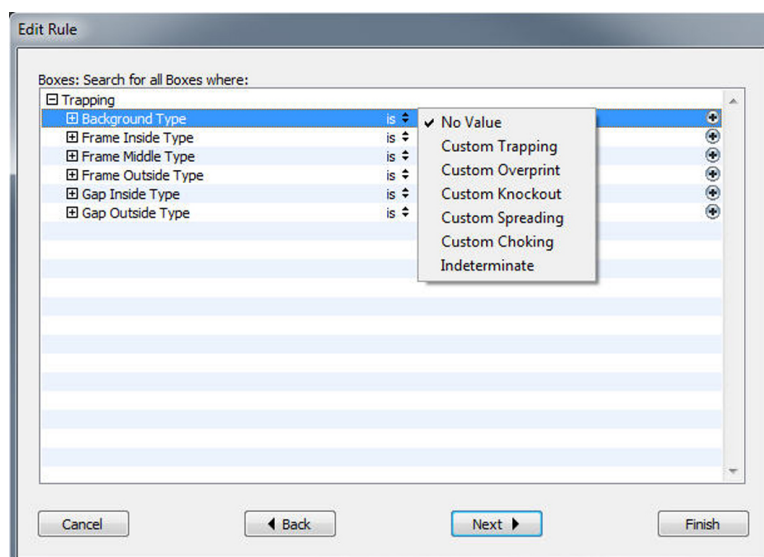 Edit Rule
Boxes: Search for all Boxes where:
Trapping
Background Type is
Frame Inside Type is
Frame Middle Type is
Frame Outside Type is
Gap Inside Type is
Gap Outside Type is
No Value
Custom Trapping
Custom Overprint
Custom Knockout
Custom Spreading
Custom Choking
Indeterminate
Cancel Back Next Finish